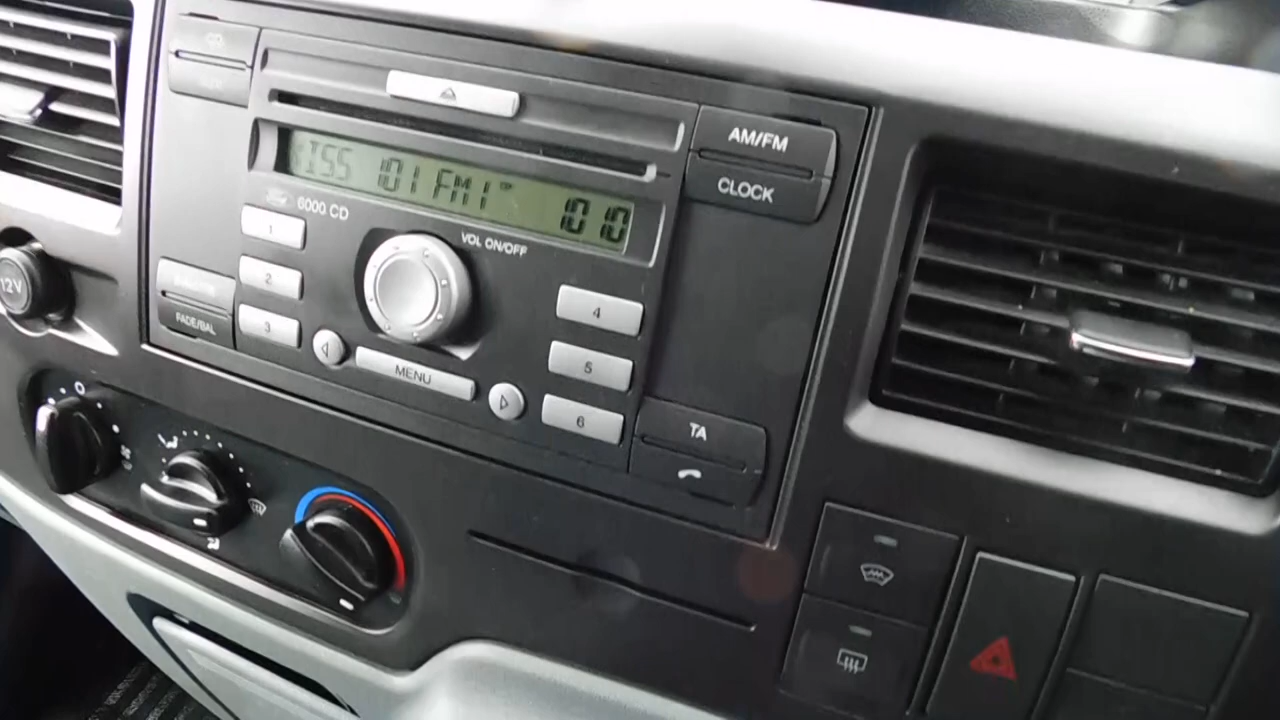 AM/FM
CLOCK
ISS 101 FM1 10 10
6000 CD
VOL ON/OFF
1
2
3
4
5
6
MENU
FADE/BAL
TA
12V